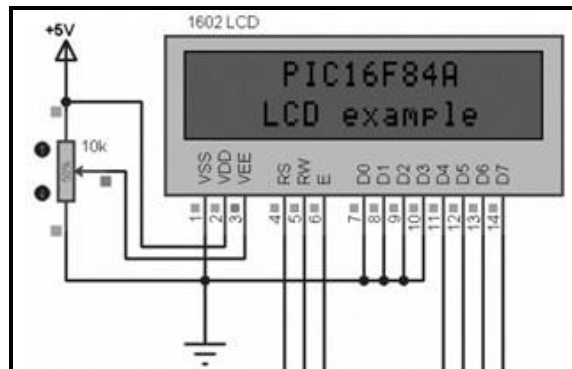 1602 LCD
+5V
PIC16F84A
LCD example
10k
50%
VSS
VDD
VEE
RS
RW
E
D0
D1
D2
D3
D4
D5
D6
D7
1
2
3
4
5
6
7
8
9
10
11
12
13
14